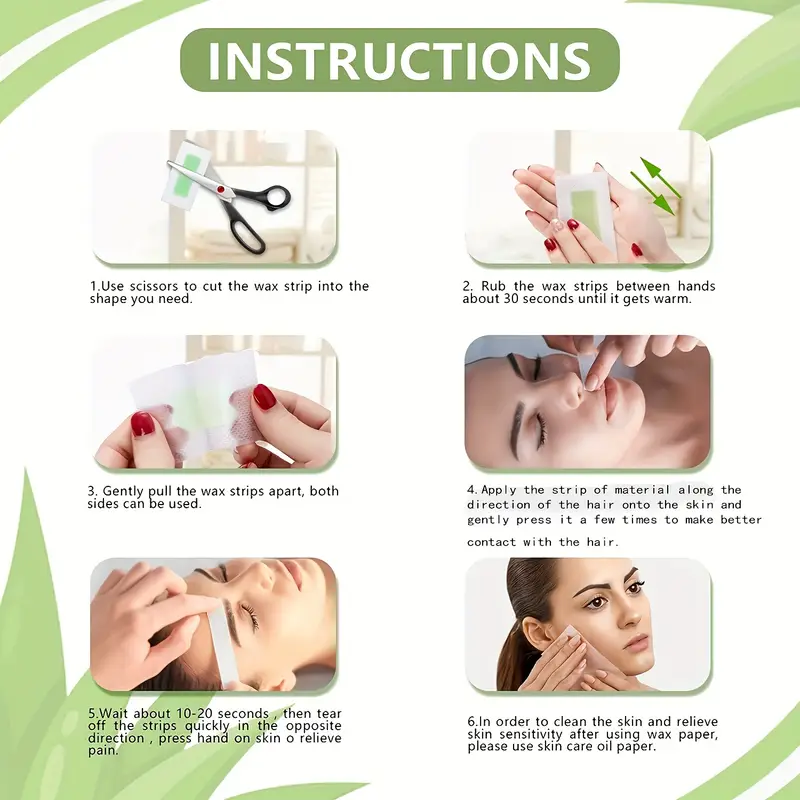 INSTRUCTIONS
1.Use scissors to cut the wax strip into the
shape you need.
2. Rub the wax strips between hands
about 30 seconds until it gets warm.
3. Gently pull the wax strips apart, both
sides can be used.
4. Apply the strip of material along the
direction of the hair onto the skin and
gently press it a few times to make better
contact with the hair.
5.Wait about 10-20 seconds , then tear
off the strips quickly in the opposite
direction , press hand on skin o relieve
pain.
6.In order to clean the skin and relieve
skin sensitivity after using wax paper,
please use skin care oil paper.